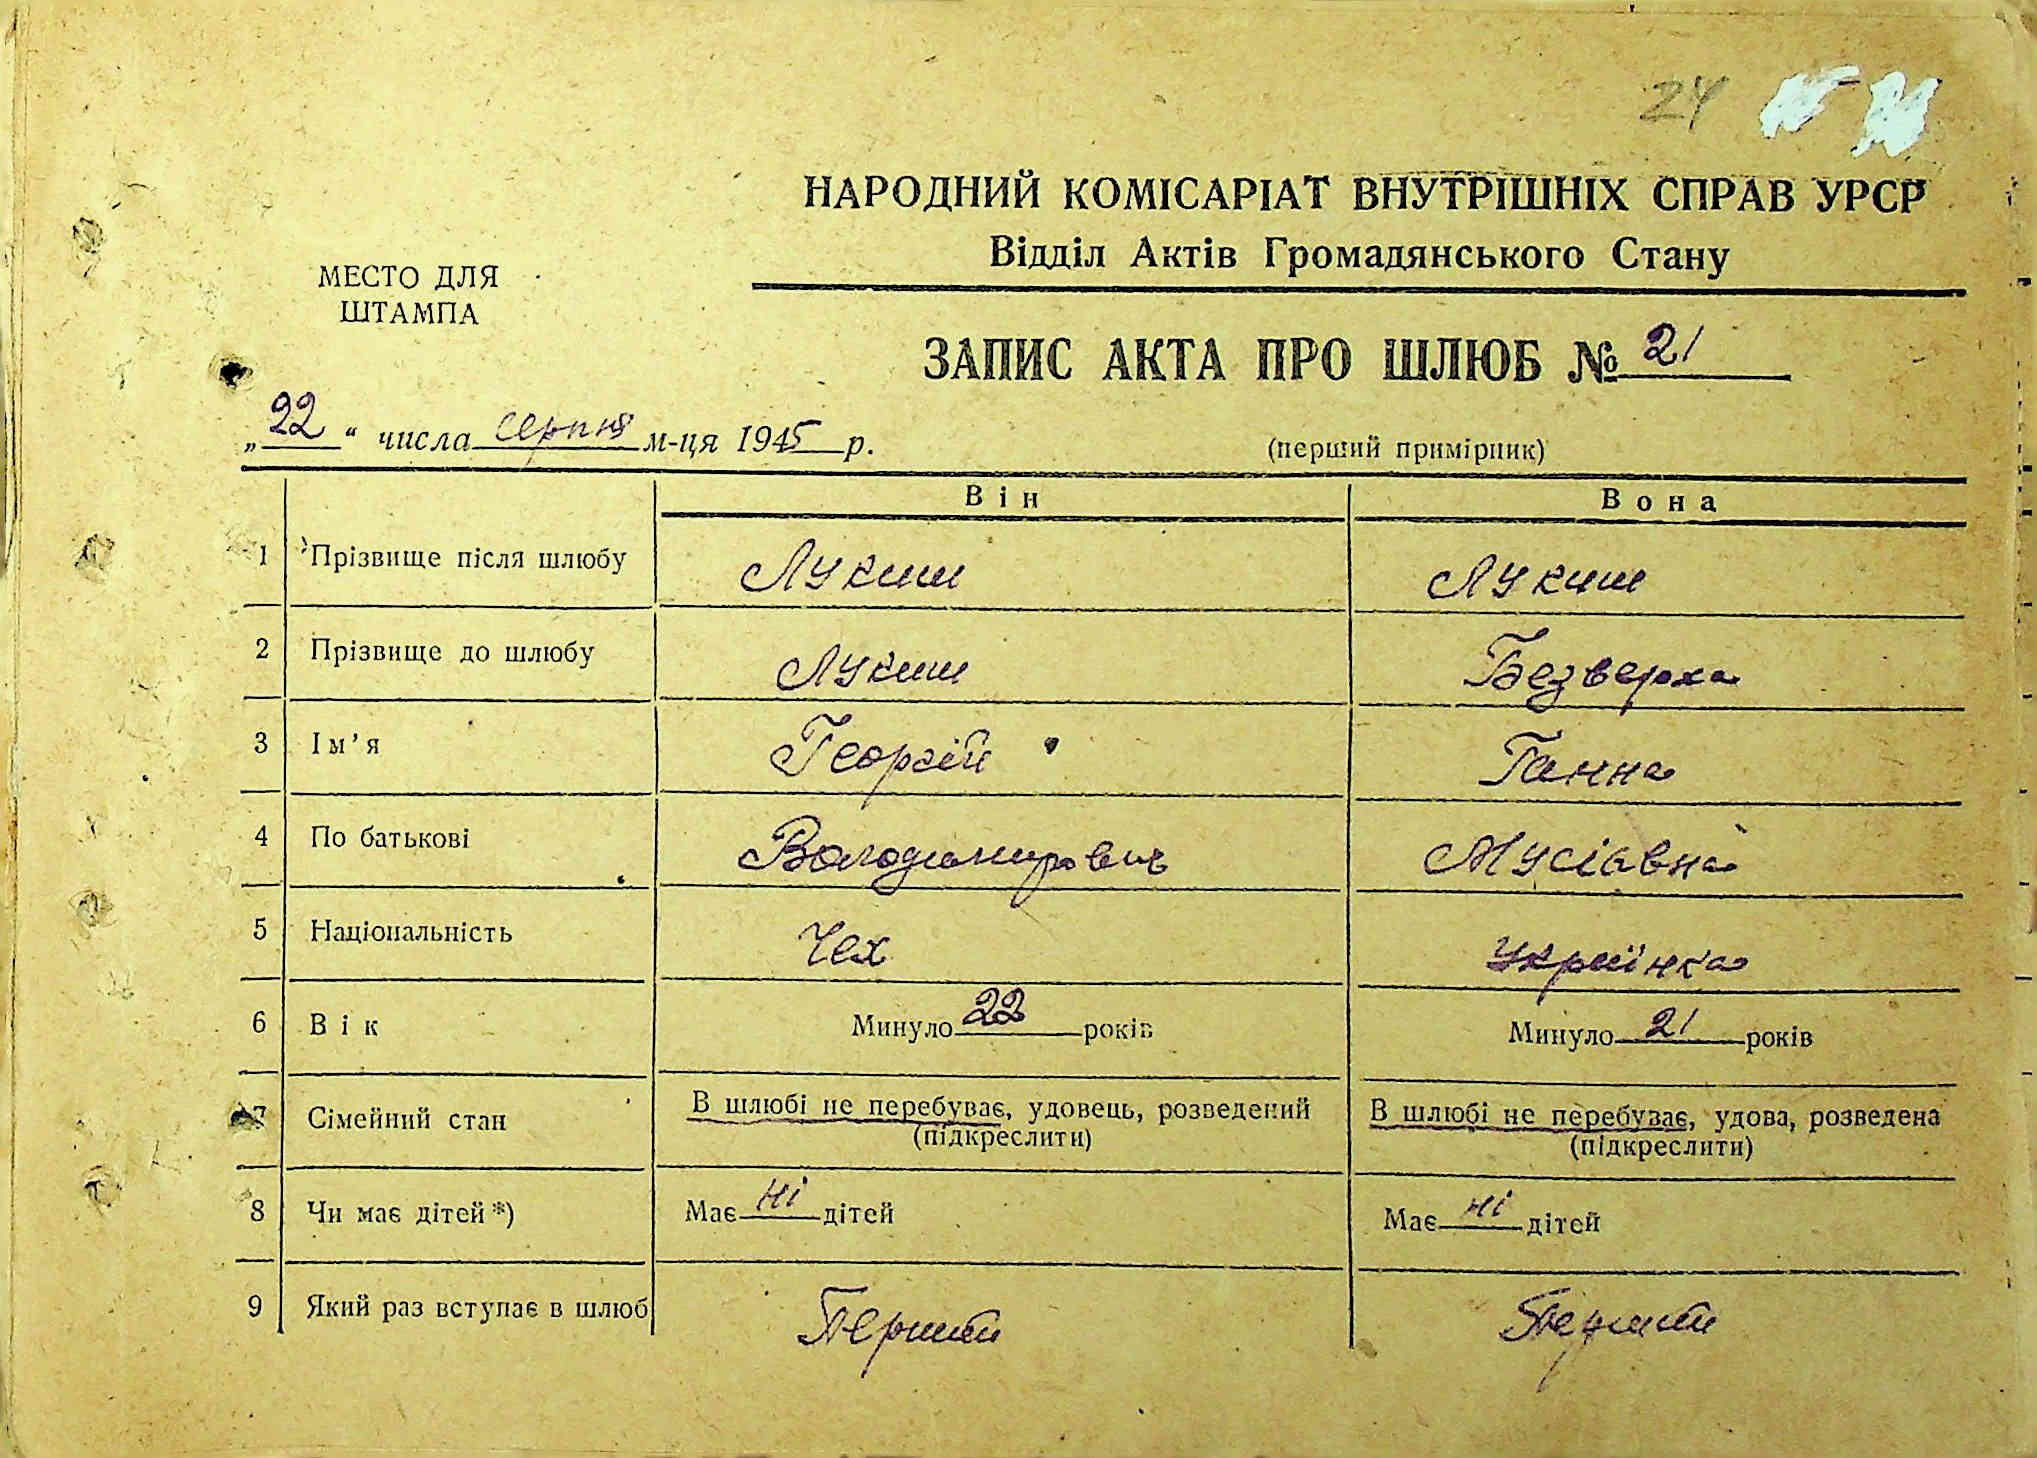 24
НАРОДНИЙ КОМІСАРІАТ ВНУТРІШНІХ СПРАВ УРСР
Відділ Актів Громадянського Стану
МЕСТО ДЛЯ
ШТАМПА
ЗАПИС АКТА ПРО ШЛЮБ № 21
„22“ числа серпня м-ця 1945 р.
(перший примірник)
Він Вона
1 Прізвище після шлюбу Лукиш Лукиш
2 Прізвище до шлюбу Лукиш Безверха
3 Ім’я Георгій Ганна
4 По батькові Володимирович Мусіавна
5 Національність Чех Українка
6 Вік Минуло 22 років Минуло 21 років
7 Сімейний стан В шлюбі не перебуває, удовець, розведений В шлюбі не перебуває, удова, розведена
(підкреслити) (підкреслити)
8 Чи має дітей *) Має ні дітей Має ні дітей
9 Який раз вступає в шлюб Перший Перший